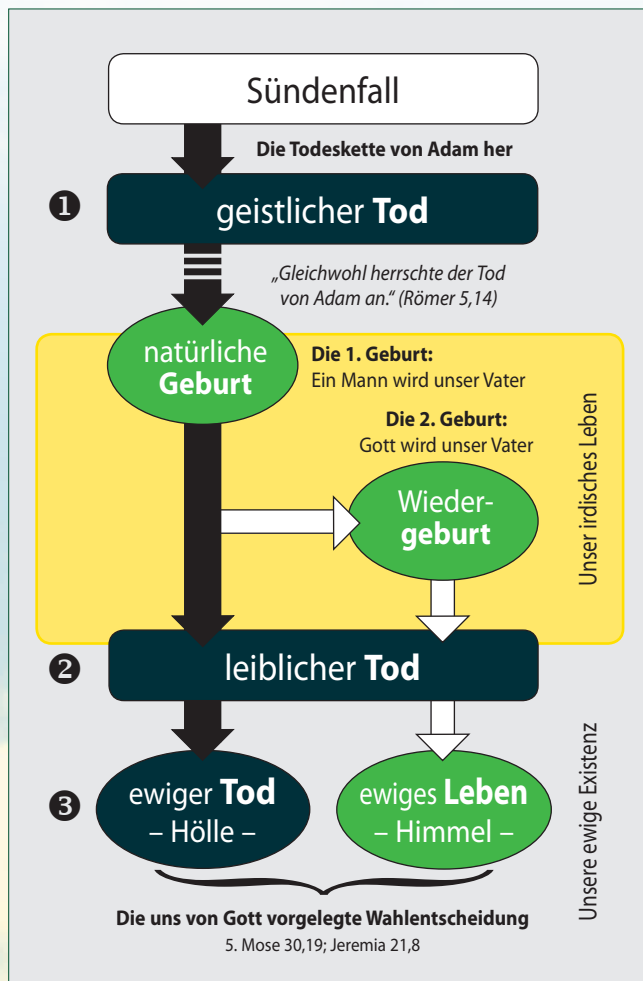 Sündenfall
Die Todeskette von Adam her
❶
geistlicher Tod
„Gleichwohl herrschte der Tod
von Adam an.“ (Römer 5,14)
natürliche
Geburt
Die 1. Geburt:
Ein Mann wird unser Vater
Die 2. Geburt:
Gott wird unser Vater
Wieder-
geburt
Unser irdisches Leben
❷
leiblicher Tod
❸
ewiger Tod
– Hölle –
ewiges Leben
– Himmel –
Unsere ewige Existenz
Die uns von Gott vorgelegte Wahlentscheidung
5. Mose 30,19; Jeremia 21,8